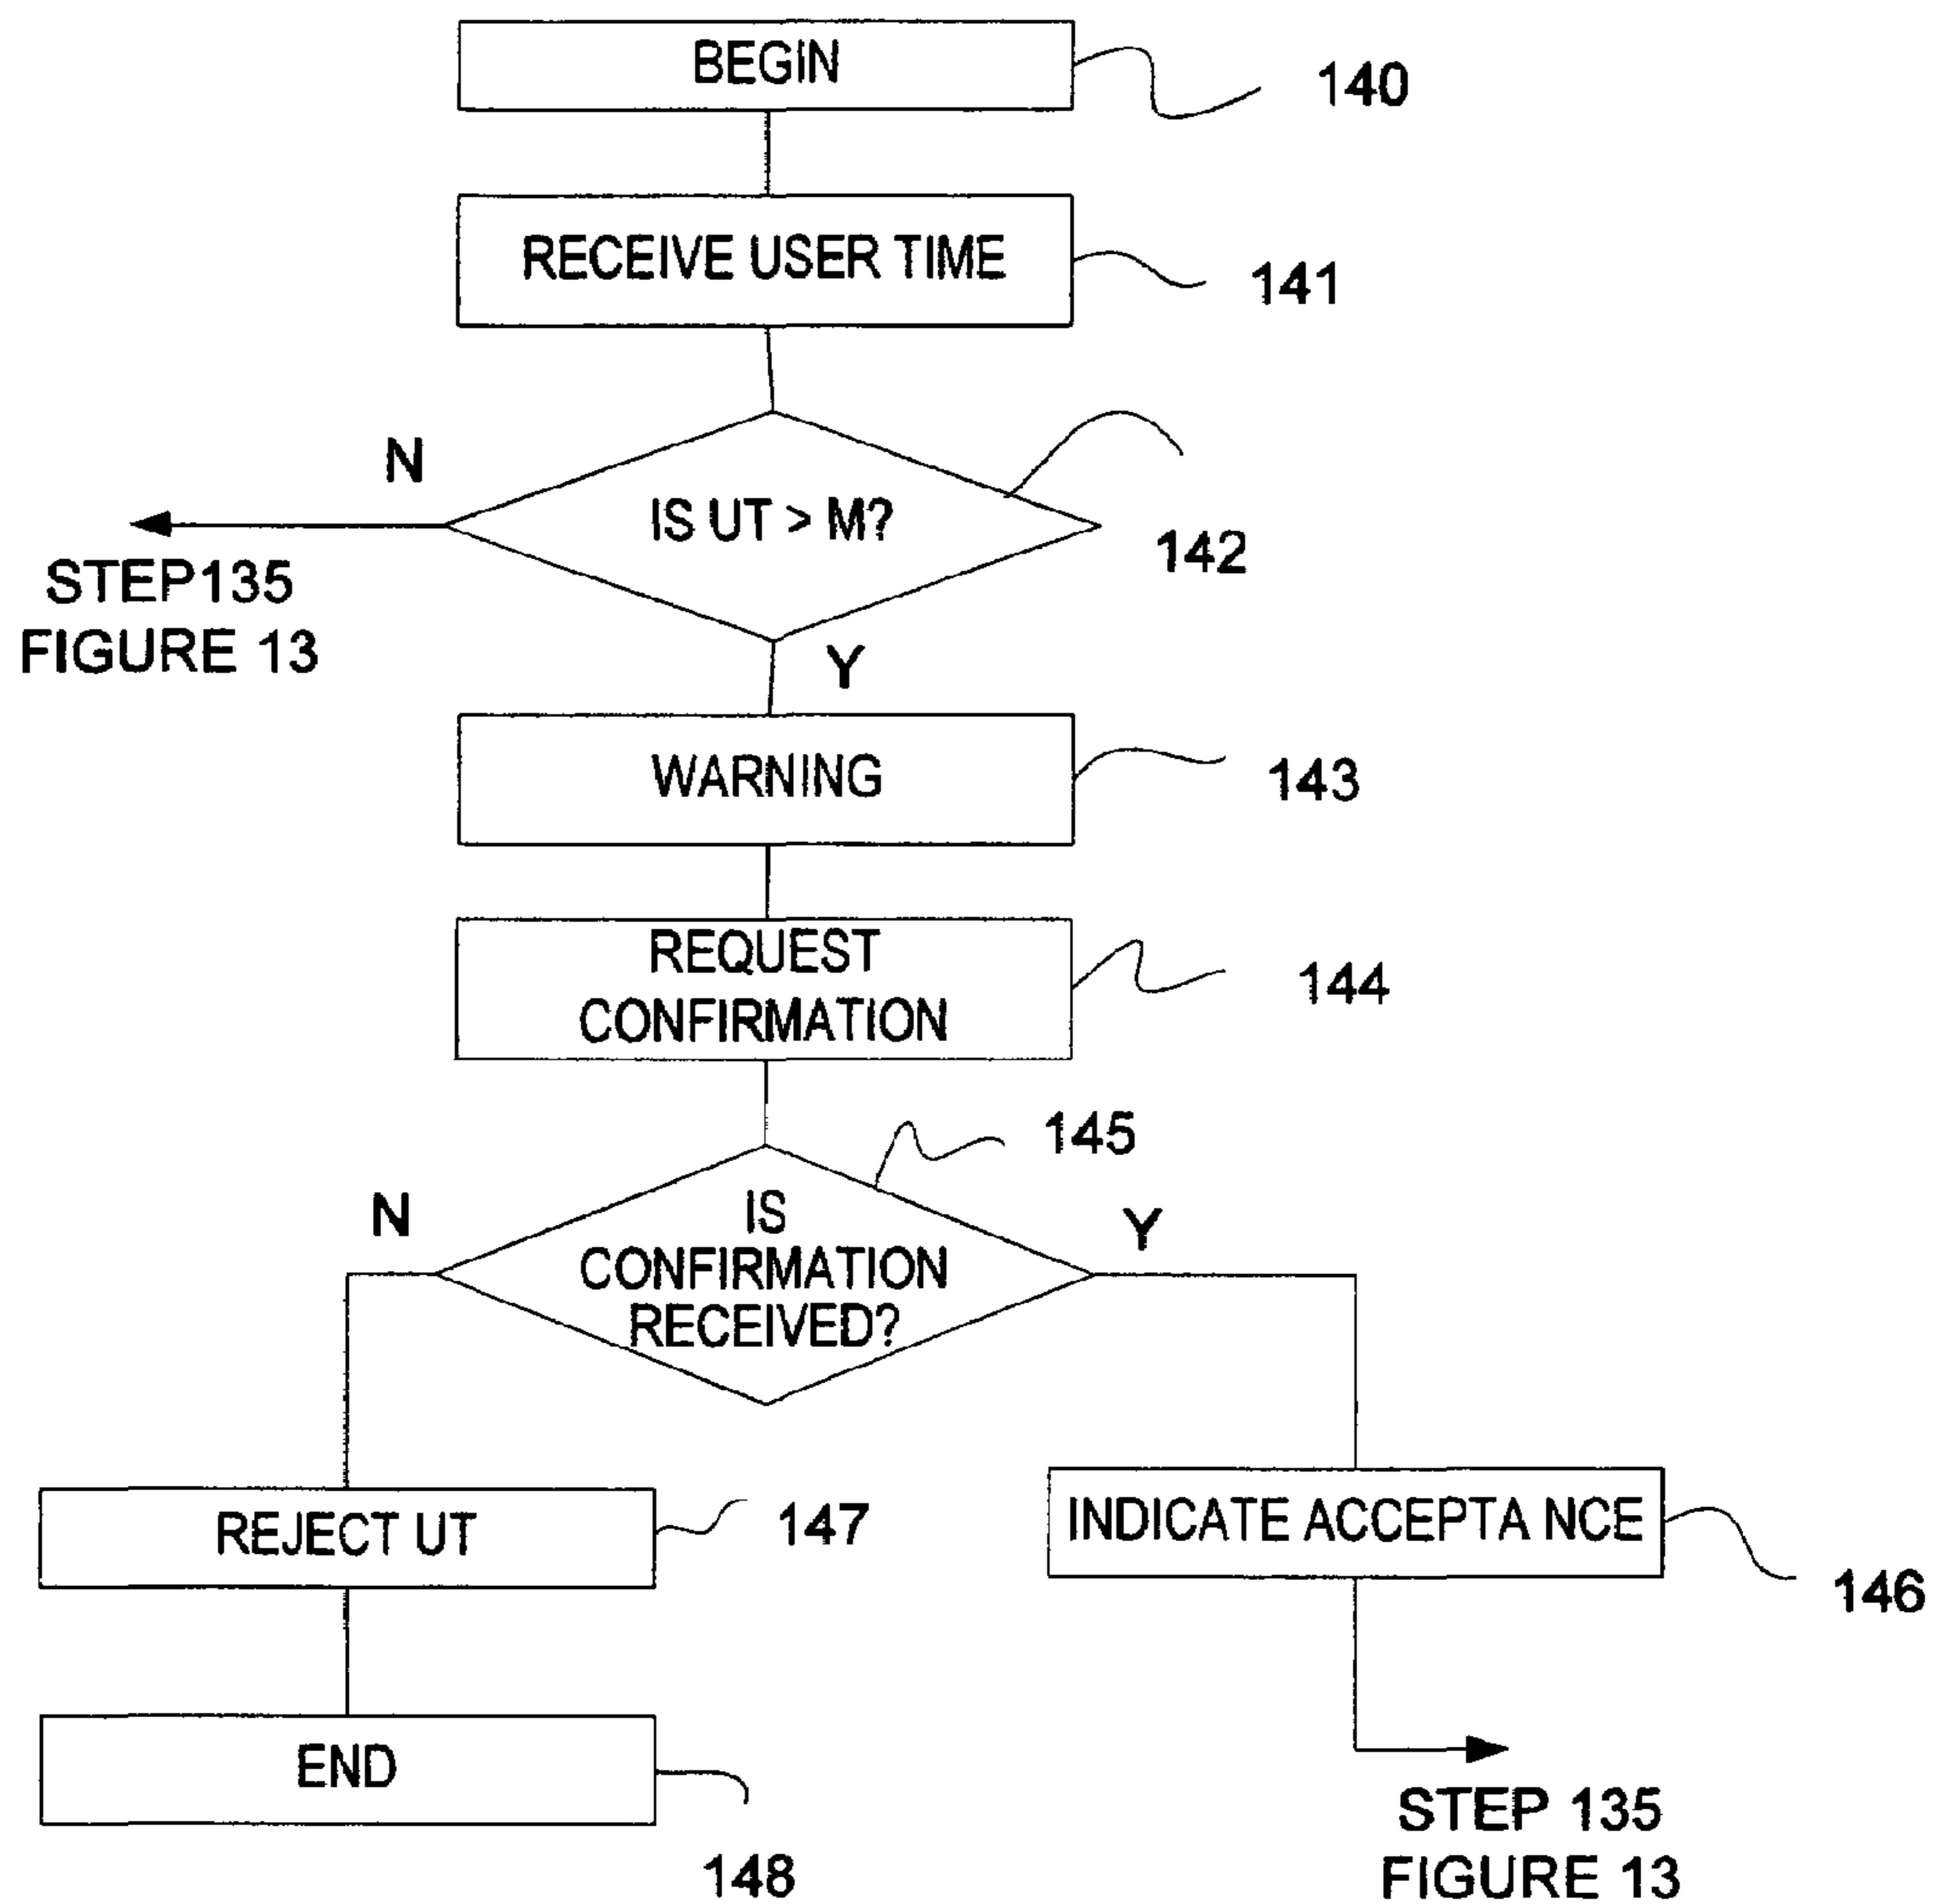 BEGIN
140
RECEIVE USER TIME
141
N
IS UT > M?
142
STEP135
FIGURE 13
Y
WARNING
143
REQUEST
CONFIRMATION
144
145
N
IS
CONFIRMATION
RECEIVED?
Y
REJECT UT
147
INDICATE ACCEPTA NCE
146
END
148
STEP 135
FIGURE 13